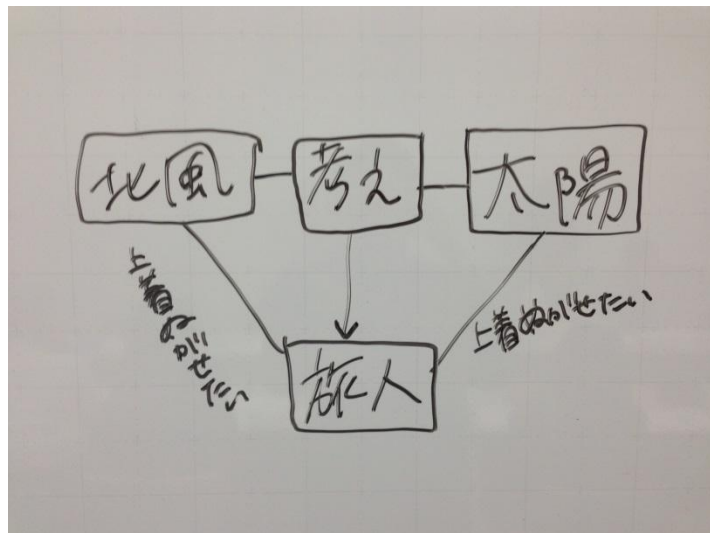 北風
考え
太陽
上着ぬがせたい
上着ぬがせたい
旅人